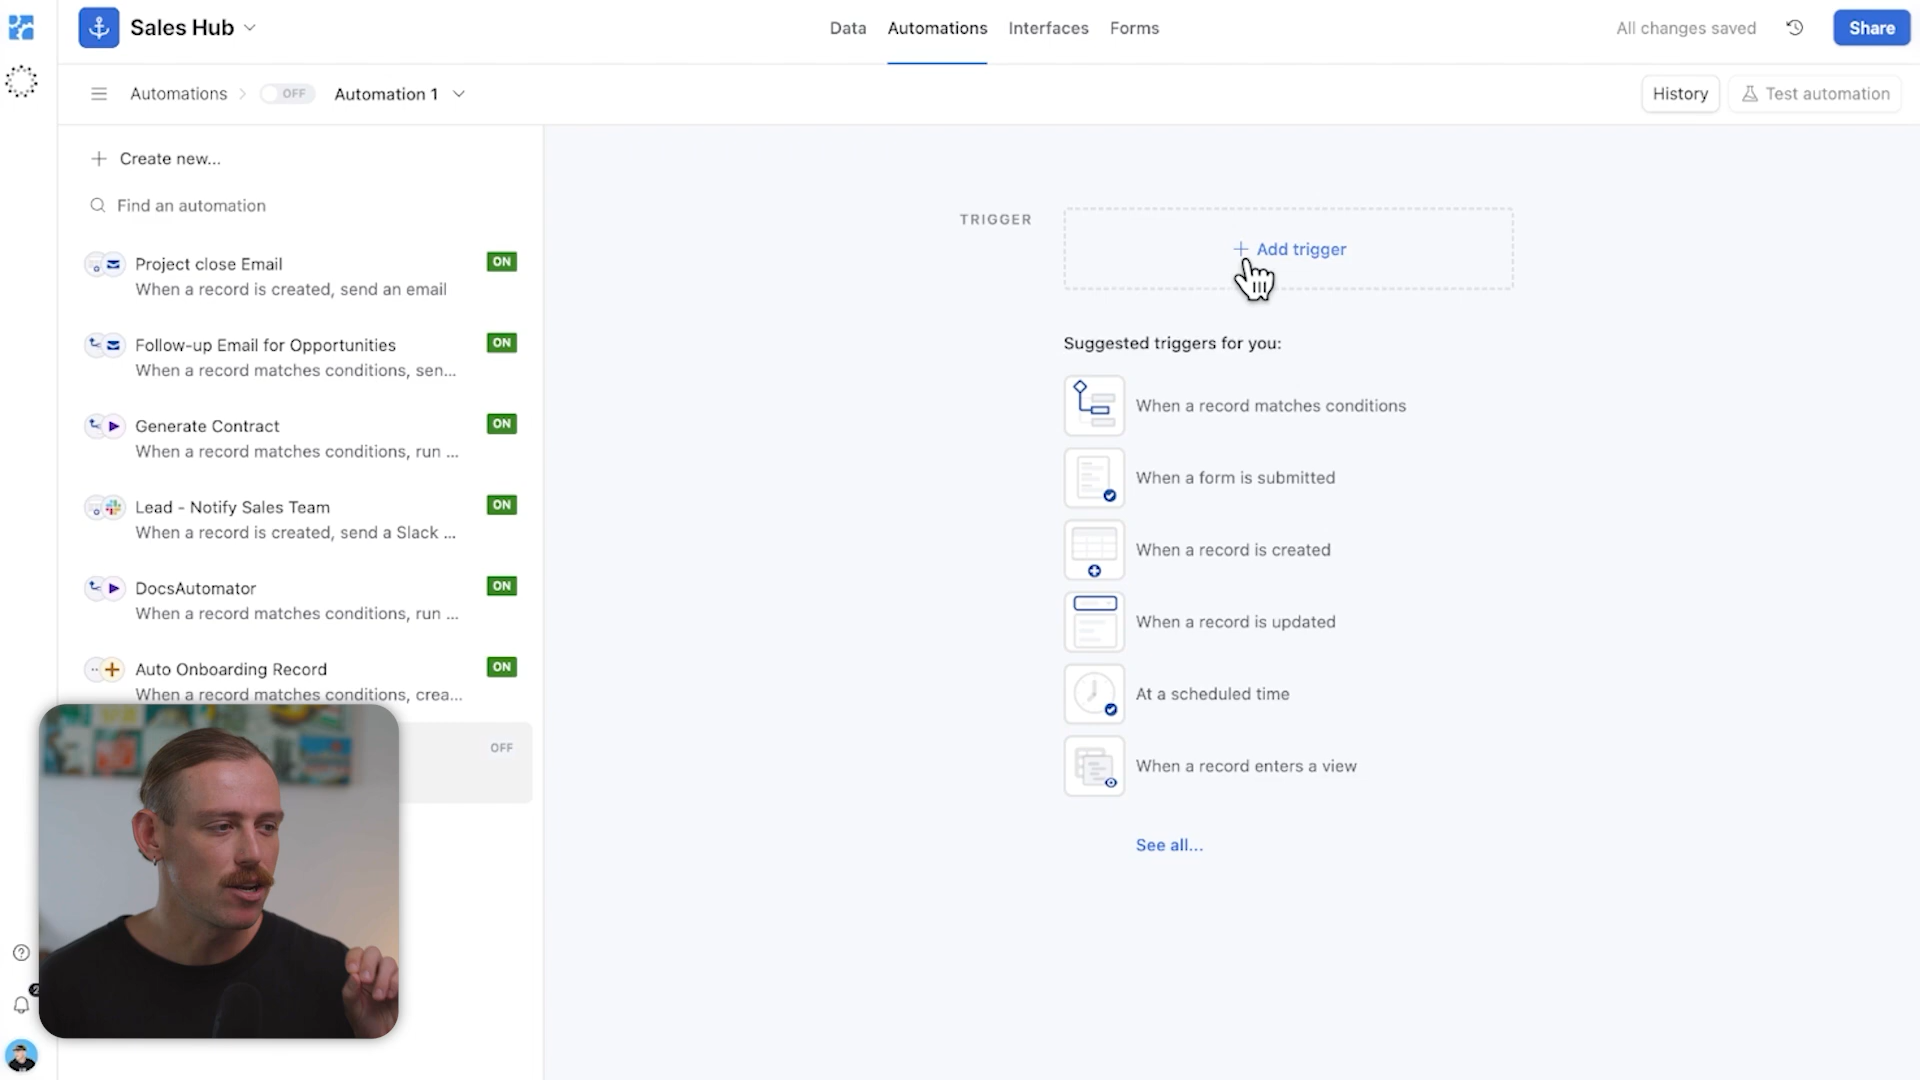 Sales Hub
Data
Automations
Interfaces
Forms
All changes saved
Share
Automations
OFF
Automation 1
History
Test automation
Create new...
Find an automation
Project close Email
ON
When a record is created, send an email
Follow-up Email for Opportunities
ON
When a record matches conditions, sen...
Generate Contract
ON
When a record matches conditions, run ...
Lead - Notify Sales Team
ON
When a record is created, send a Slack ...
DocsAutomator
ON
When a record matches conditions, run ...
Auto Onboarding Record
ON
When a record matches conditions, crea...
OFF
2
TRIGGER
+ Add trigger
Suggested triggers for you:
When a record matches conditions
When a form is submitted
When a record is created
When a record is updated
At a scheduled time
When a record enters a view
See all...